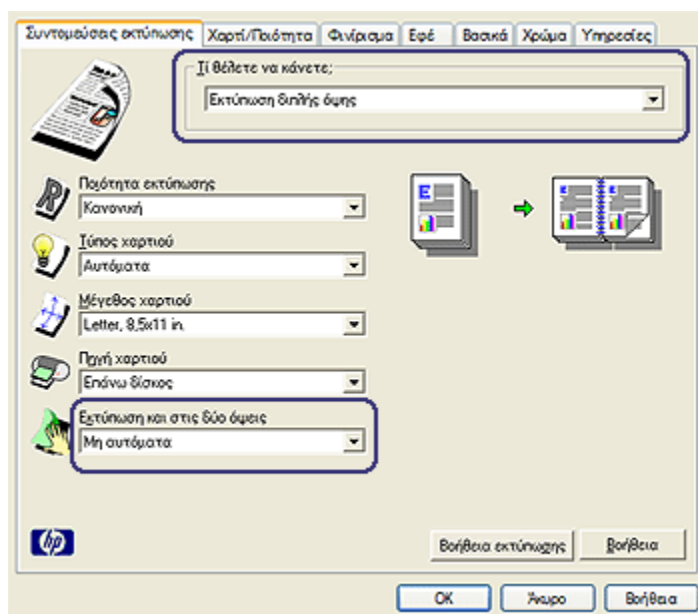 Συντομεύσεις εκτύπωσης Χαρτί/Ποιότητα Φινίρισμα Εφέ Βασικά Χρώμα Υπηρεσίες
Τί θέλετε να κάνετε;
Εκτύπωση διπλής όψης
Ποιότητα εκτύπωσης
Κανονική
Τύπος χαρτιού
Αυτόματα
Μέγεθος χαρτιού
Letter, 8,5x11 in.
Πηγή χαρτιού
Επάνω δίσκος
Εκτύπωση και στις δύο όψεις
Μη αυτόματα
hp
Βοήθεια εκτύπωσης Βοήθεια
OK Άκυρο Βοήθεια